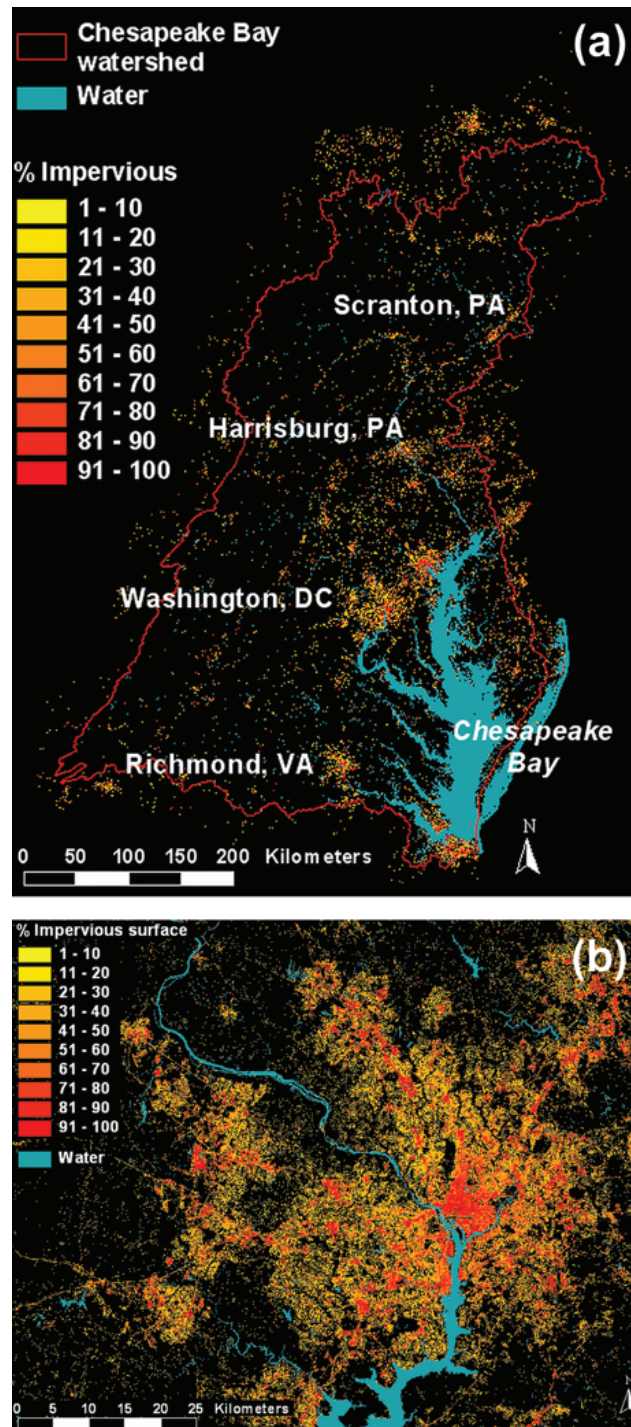 Chesapeake Bay
watershed
Water
(a)
% Impervious
1 - 10
11 - 20
21 - 30
31 - 40
41 - 50
51 - 60
61 - 70
71 - 80
81 - 90
91 - 100
Scranton, PA
Harrisburg, PA
Washington, DC
Richmond, VA
Chesapeake
Bay
N
0 50 100 150 200 Kilometers
% Impervious surface
(b)
1 - 10
11 - 20
21 - 30
31 - 40
41 - 50
51 - 60
61 - 70
71 - 80
81 - 90
91 - 100
Water
Kilometers
0 5 10 15 20 25
N